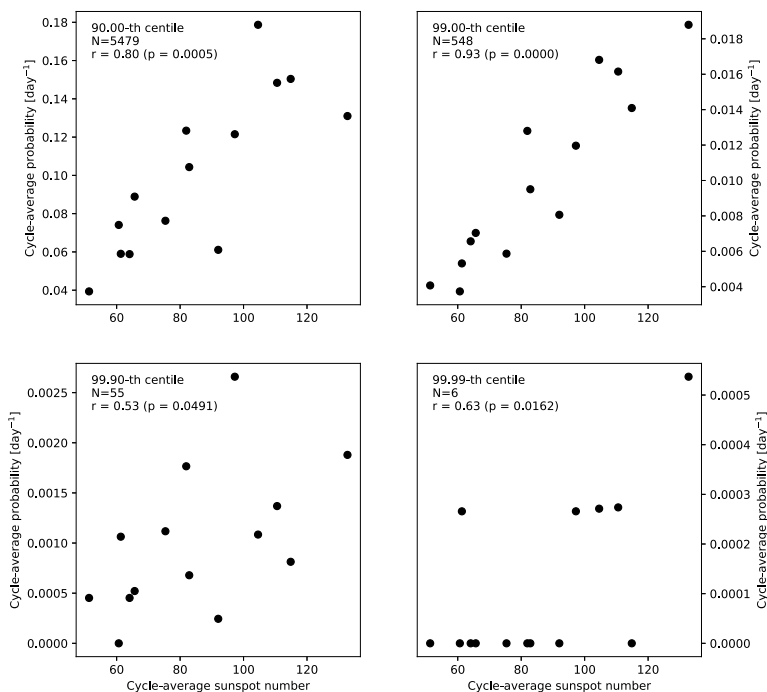 90.00-th centile
N=5479
r = 0.80 (p = 0.0005)
Cycle-average probability [day⁻¹]
0.18
0.16
0.14
0.12
0.10
0.08
0.06
0.04
60
80
100
120
99.00-th centile
N=548
r = 0.93 (p = 0.0000)
0.018
0.016
0.014
0.012
0.010
0.008
0.006
0.004
Cycle-average probability [day⁻¹]
60
80
100
120
99.90-th centile
N=55
r = 0.53 (p = 0.0491)
Cycle-average probability [day⁻¹]
0.0025
0.0020
0.0015
0.0010
0.0005
0.0000
60
80
100
120
Cycle-average sunspot number
99.99-th centile
N=6
r = 0.63 (p = 0.0162)
0.0005
0.0004
0.0003
0.0002
0.0001
0.0000
Cycle-average probability [day⁻¹]
60
80
100
120
Cycle-average sunspot number